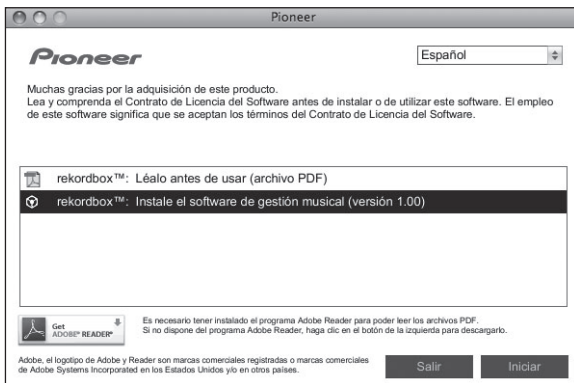 Pioneer
Pioneer
Español
Muchas gracias por la adquisición de este producto.
Lea y comprenda el Contrato de Licencia del Software antes de instalar o de utilizar este software. El empleo
de este software significa que se aceptan los términos del Contrato de Licencia del Software.
rekordbox™: Léalo antes de usar (archivo PDF)
rekordbox™: Instale el software de gestión musical (versión 1.00)
Get
ADOBE® READER®
Es necesario tener instalado el programa Adobe Reader para poder leer los archivos PDF.
Si no dispone del programa Adobe Reader, haga clic en el botón de la izquierda para descargarlo.
Adobe, el logotipo de Adobe y Reader son marcas comerciales registradas o marcas comerciales
de Adobe Systems Incorporated en los Estados Unidos y/o en otros países.
Salir
Iniciar